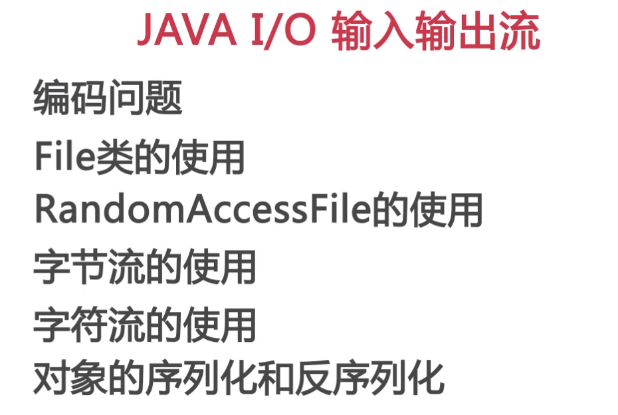 JAVA I/O 输入输出流
编码问题
File类的使用
RandomAccessFile的使用
字节流的使用
字符流的使用
对象的序列化和反序列化